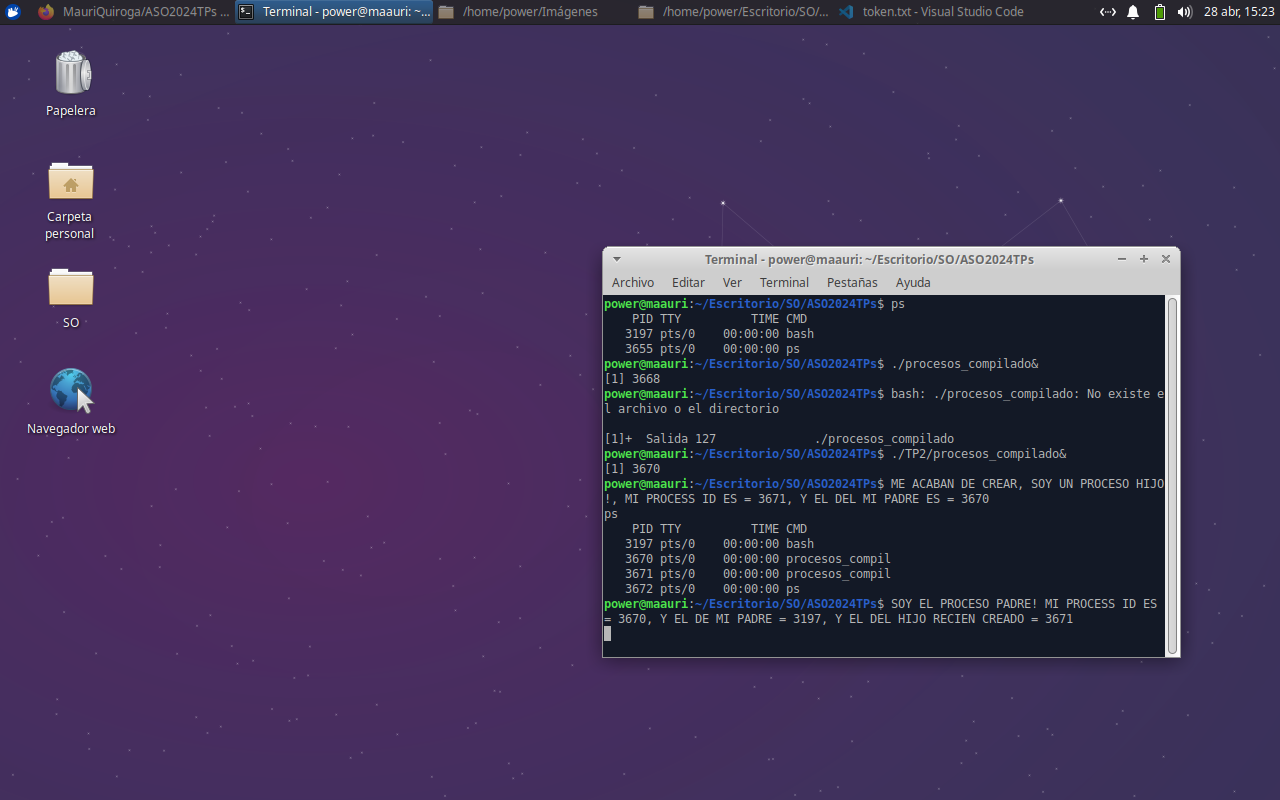 MauriQuiroga/ASO2024TPs ...
Terminal - power@maauri: ~...
/home/power/Imágenes
/home/power/Escritorio/SO/...
token.txt - Visual Studio Code
28 abr, 15:23
Papelera
Carpeta
personal
SO
Navegador web
Terminal - power@maauri: ~/Escritorio/SO/ASO2024TPs
Archivo Editar Ver Terminal Pestañas Ayuda
power@maauri:~/Escritorio/SO/ASO2024TPs$ ps
PID TTY TIME CMD
3197 pts/0 00:00:00 bash
3655 pts/0 00:00:00 ps
power@maauri:~/Escritorio/SO/ASO2024TPs$ ./procesos_compilado&
[1] 3668
power@maauri:~/Escritorio/SO/ASO2024TPs$ bash: ./procesos_compilado: No existe e
l archivo o el directorio
[1]+ Salida 127 ./procesos_compilado
power@maauri:~/Escritorio/SO/ASO2024TPs$ ./TP2/procesos_compilado&
[1] 3670
power@maauri:~/Escritorio/SO/ASO2024TPs$ ME ACABAN DE CREAR, SOY UN PROCESO HIJO
!, MI PROCESS ID ES = 3671, Y EL DEL MI PADRE ES = 3670
ps
PID TTY TIME CMD
3197 pts/0 00:00:00 bash
3670 pts/0 00:00:00 procesos_compil
3671 pts/0 00:00:00 procesos_compil
3672 pts/0 00:00:00 ps
power@maauri:~/Escritorio/SO/ASO2024TPs$ SOY EL PROCESO PADRE! MI PROCESS ID ES
= 3670, Y EL DE MI PADRE = 3197, Y EL DEL HIJO RECIEN CREADO = 3671